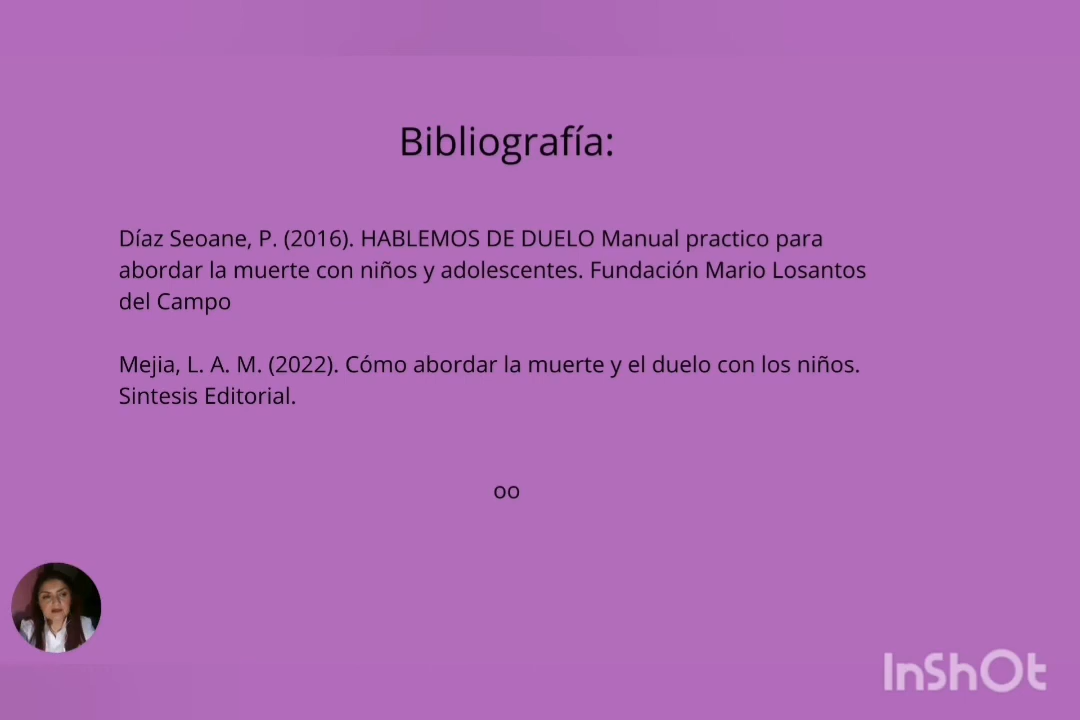 Bibliografía:
Díaz Seoane, P. (2016). HABLEMOS DE DUELO Manual practico para
abordar la muerte con niños y adolescentes. Fundación Mario Losantos
del Campo
Mejia, L. A. M. (2022). Cómo abordar la muerte y el duelo con los niños.
Sintesis Editorial.
oo
InShOt